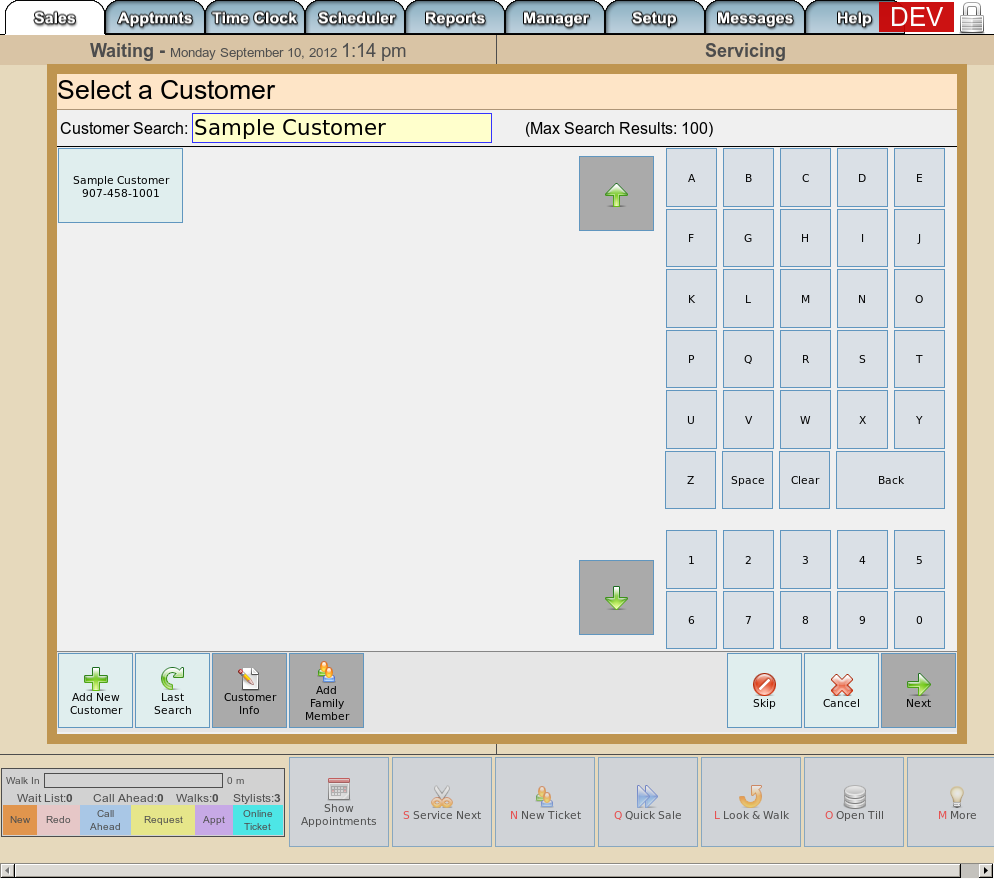 Sales Apptmnts Time Clock Scheduler Reports Manager Setup Messages Help DEV
Waiting - Monday September 10, 2012 1:14 pm
Servicing
Select a Customer
Customer Search: Sample Customer (Max Search Results: 100)
Sample Customer
907-458-1001
A B C D E
F G H I J
K L M N O
P Q R S T
U V W X Y
Z Space Clear Back
1 2 3 4 5
6 7 8 9 0
Add New
Customer
Last
Search
Customer
Info
Add
Family
Member
Skip
Cancel
Next
Walk In 0 m
Wait List:0 Call Ahead:0 Walks:0 Stylists:3
New
Redo
Call
Ahead
Request
Appt
Online
Ticket
Show
Appointments
S Service Next
N New Ticket
Q Quick Sale
L Look & Walk
O Open Till
M More